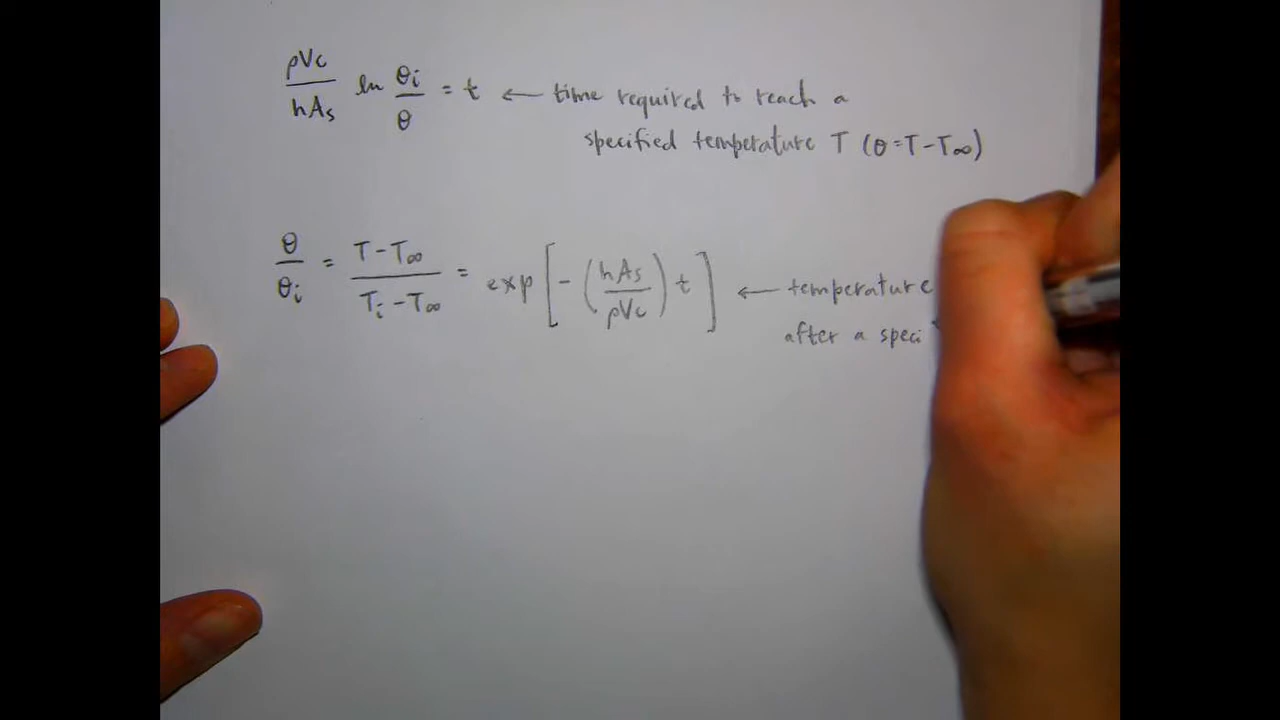 ρVc/hAs ln θi/θ = t ← time required to reach a
specified temperature T (θ=T-T∞)
θ/θi = T-T∞/Ti-T∞ = exp[-(hAs/ρVc)t] ← temperature
after a speci